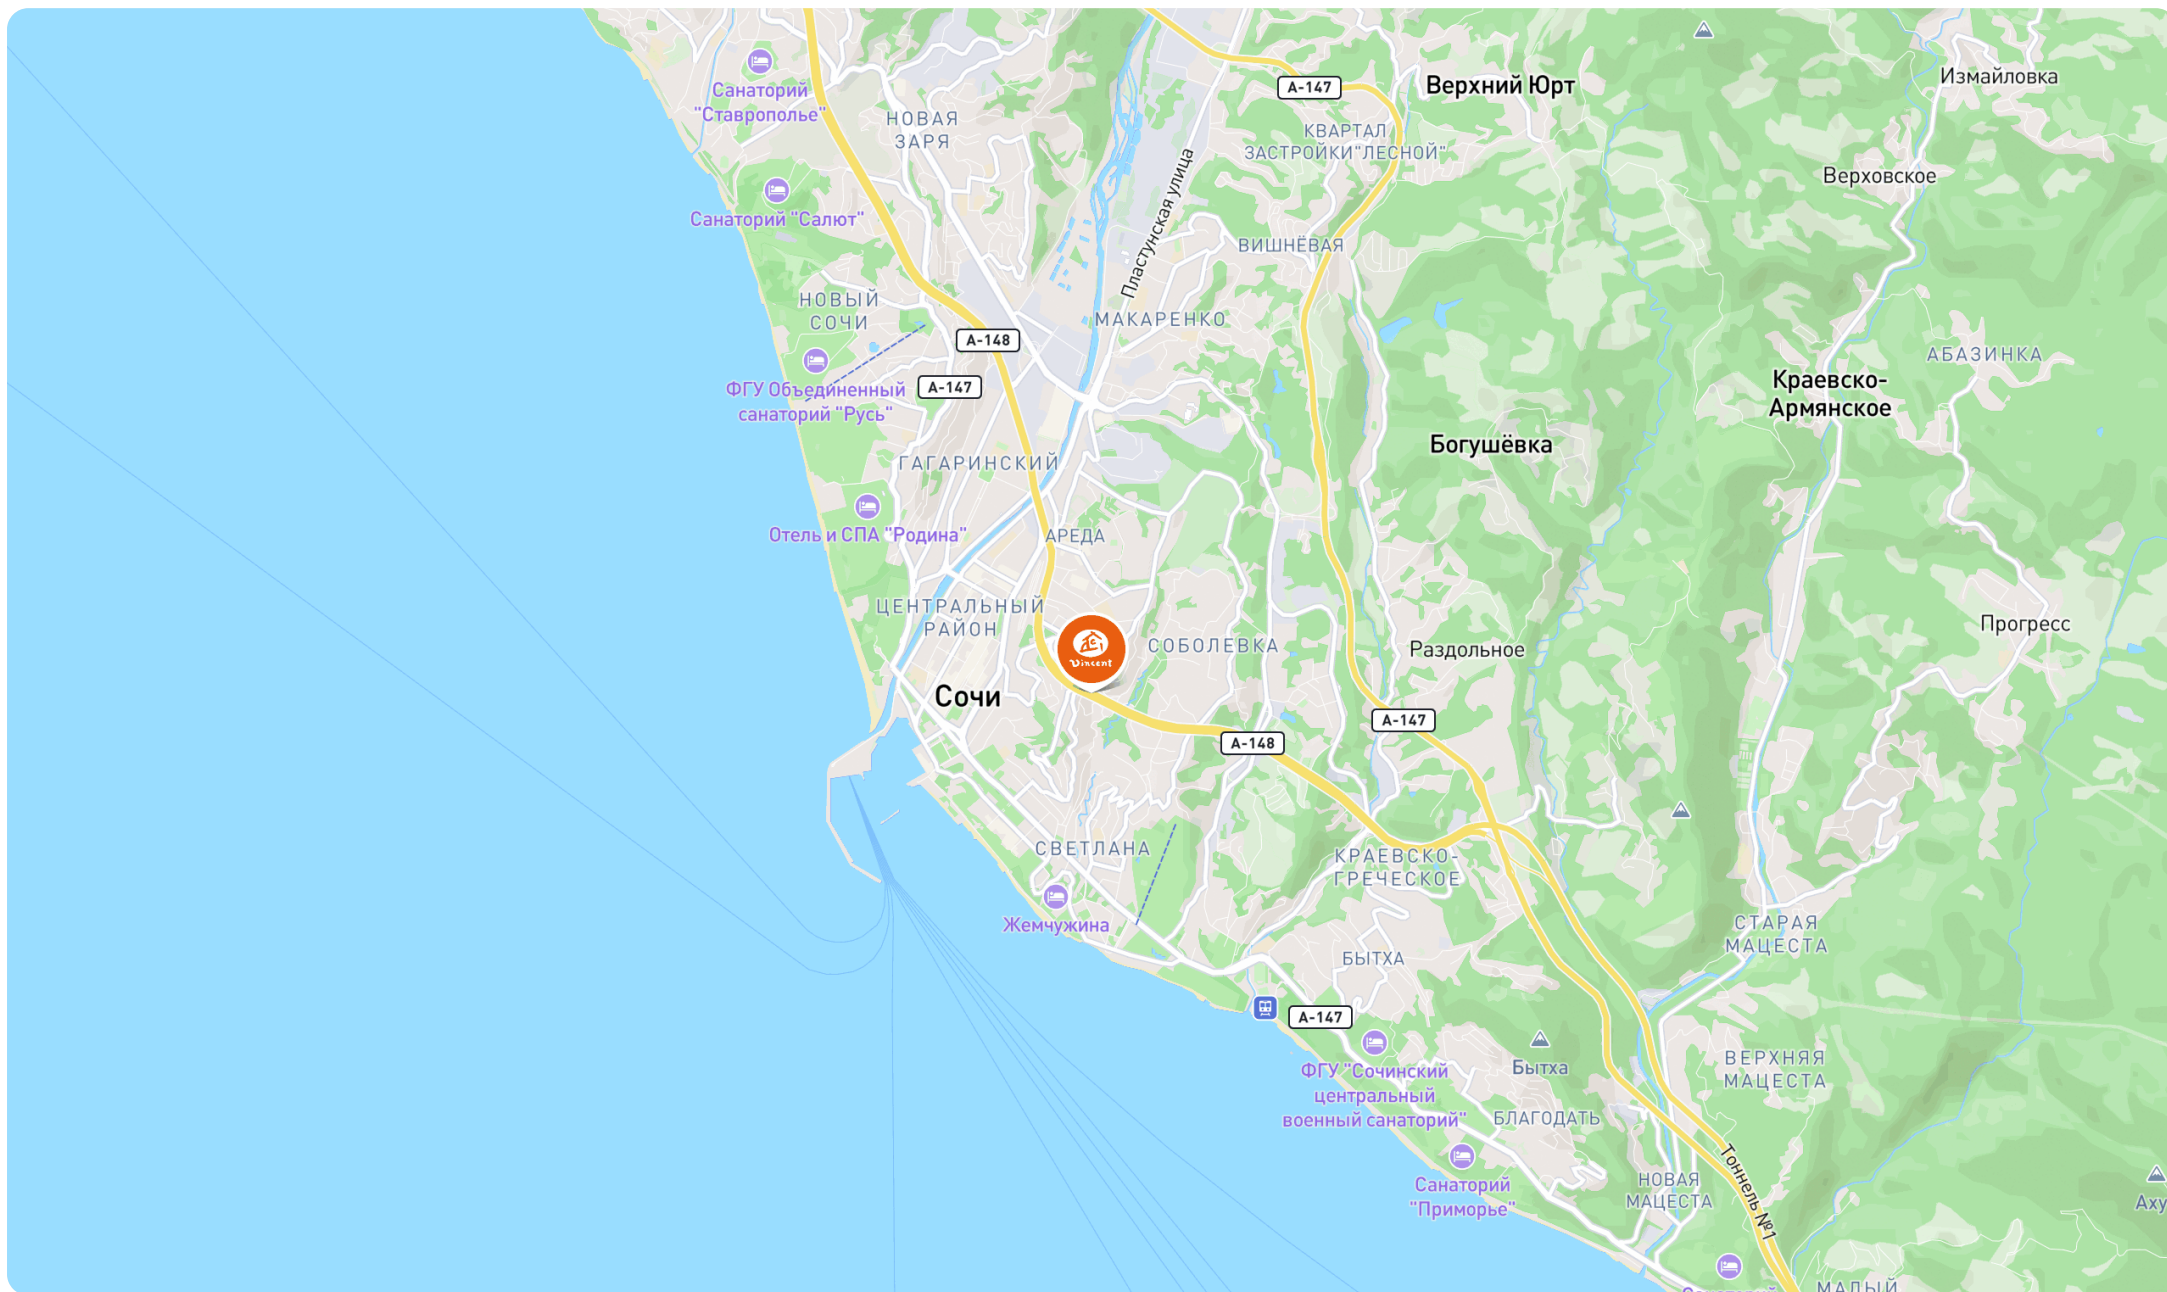 Санаторий
"Ставрополье"
НОВАЯ
ЗАРЯ
А-147
Верхний Юрт
КВАРТАЛ
ЗАСТРОЙКИ"ЛЕСНОЙ"
Измайловка
Верховское
Санаторий "Салют"
Пластунская улица
ВИШНЁВАЯ
НОВЫЙ
СОЧИ
МАКАРЕНКО
А-148
А-147
ФГУ Объединенный
санаторий "Русь"
АБАЗИНКА
Краевско-
Армянское
Богушёвка
ГАГАРИНСКИЙ
Отель и СПА "Родина"
АРЕДА
ЦЕНТРАЛЬНЫЙ
РАЙОН
Vincent
СОБОЛЕВКА
Раздольное
Прогресс
Сочи
А-147
А-148
СВЕТЛАНА
КРАЕВСКО-
ГРЕЧЕСКОЕ
Жемчужина
СТАРАЯ
МАЦЕСТА
БЫТХА
А-147
ФГУ "Сочинский
центральный
военный санаторий"
Бытха
ВЕРХНЯЯ
МАЦЕСТА
БЛАГОДАТЬ
Тоннель №1
Санаторий
"Приморье"
НОВАЯ
МАЦЕСТА
Аху
МАЛЫЙ